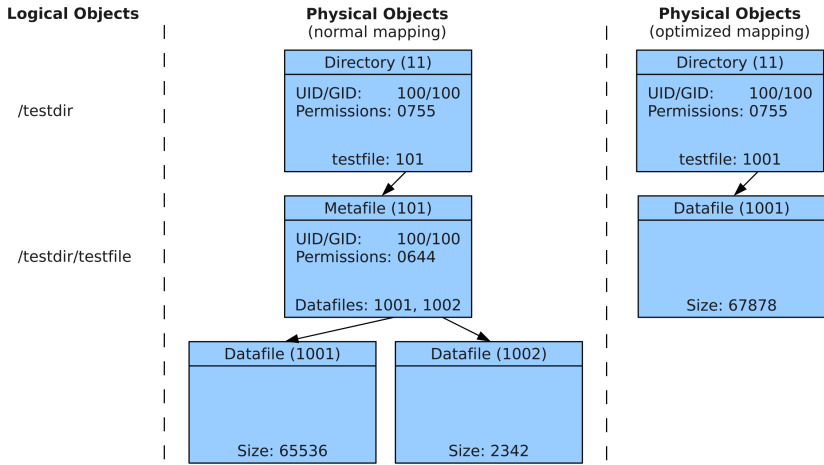 Logical Objects
Physical Objects
(normal mapping)
Physical Objects
(optimized mapping)
/testdir
Directory (11)
UID/GID: 100/100
Permissions: 0755
testfile: 101
Directory (11)
UID/GID: 100/100
Permissions: 0755
testfile: 1001
/testdir/testfile
Metafile (101)
UID/GID: 100/100
Permissions: 0644
Datafiles: 1001, 1002
Datafile (1001)
Size: 67878
Datafile (1001)
Size: 65536
Datafile (1002)
Size: 2342